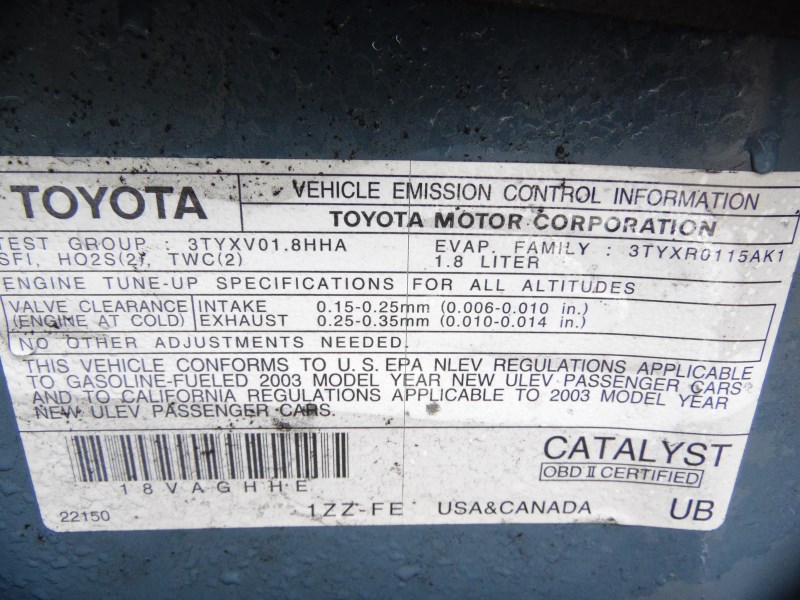 TOYOTA
VEHICLE EMISSION CONTROL INFORMATION
TOYOTA MOTOR CORPORATION
TEST GROUP : 3TYXV01.8HHA
EVAP. FAMILY : 3TYXR0115AK1
SFI, HO2S(2), TWC(2)
1.8 LITER
ENGINE TUNE-UP SPECIFICATIONS FOR ALL ALTITUDES
VALVE CLEARANCE INTAKE 0.15-0.25mm (0.006-0.010 in.)
(ENGINE AT COLD) EXHAUST 0.25-0.35mm (0.010-0.014 in.)
NO OTHER ADJUSTMENTS NEEDED.
THIS VEHICLE CONFORMS TO U.S. EPA NLEV REGULATIONS APPLICABLE
TO GASOLINE-FUELED 2003 MODEL YEAR NEW ULEV PASSENGER CARS
AND TO CALIFORNIA REGULATIONS APPLICABLE TO 2003 MODEL YEAR
NEW ULEV PASSENGER CARS.
18VAGHHE
CATALYST
OBD II CERTIFIED
22150
1ZZ-FE
USA&CANADA
UB